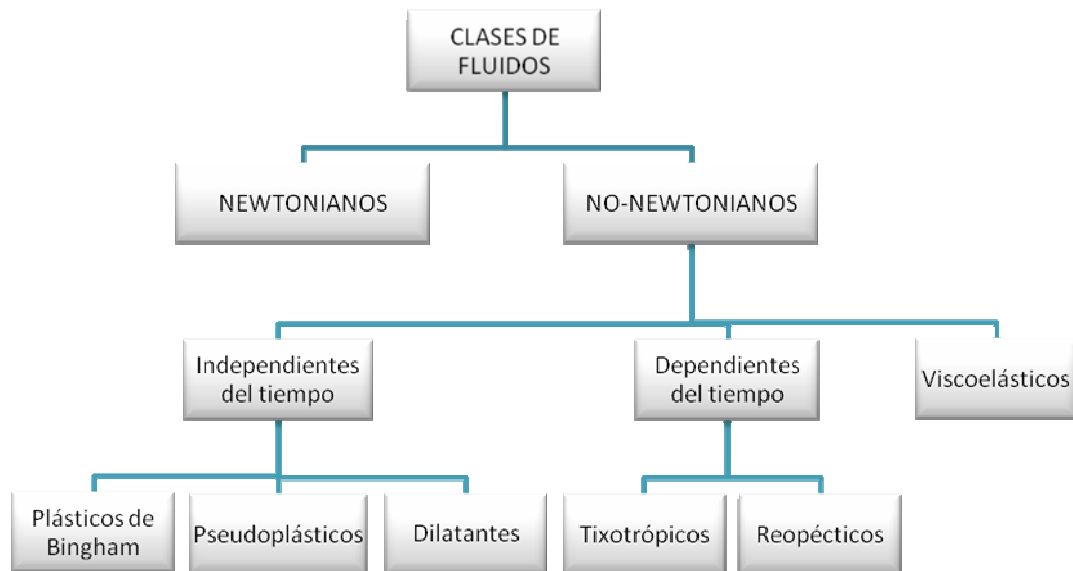 CLASES DE
FLUIDOS
NEWTONIANOS
NO-NEWTONIANOS
Independientes
del tiempo
Dependientes
del tiempo
Viscoelásticos
Plásticos de
Bingham
Pseudoplásticos
Dilatantes
Tixotrópicos
Reopécticos